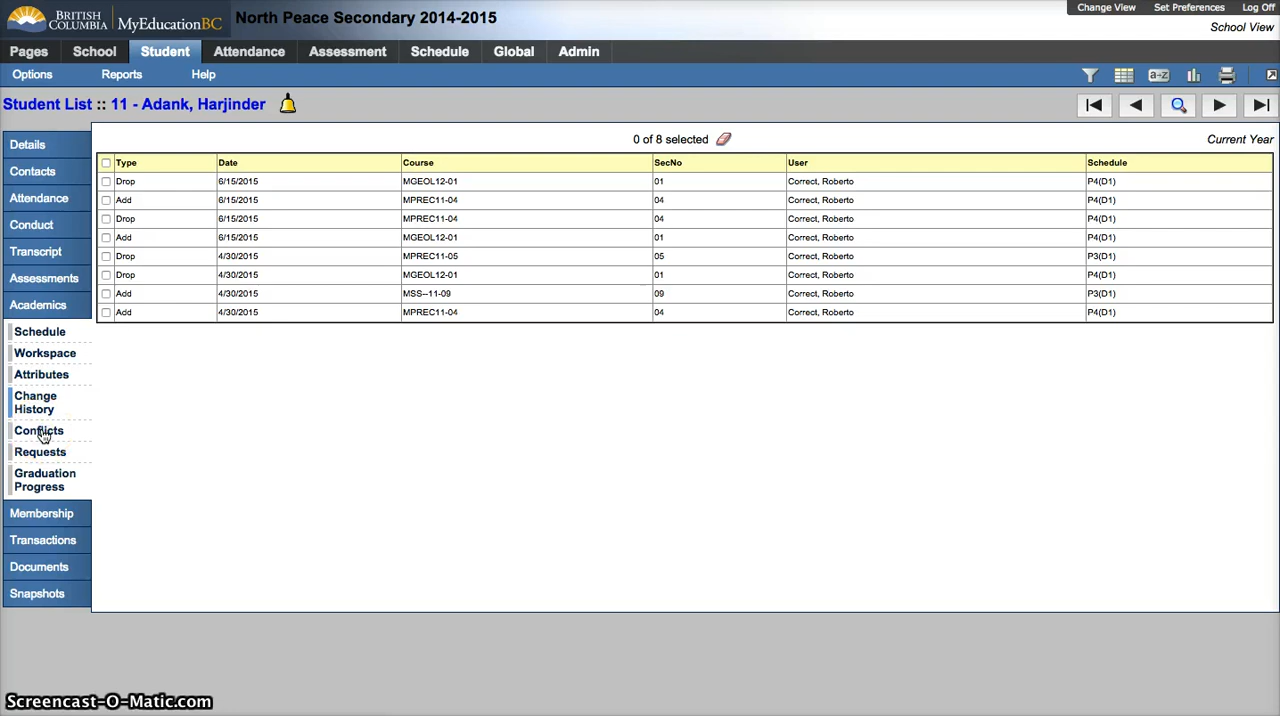 BRITISH COLUMBIA MyEducationBC North Peace Secondary 2014-2015 Change View Set Preferences Log Off
School View
Pages School Student Attendance Assessment Schedule Global Admin
Options Reports Help a-z
Student List :: 11 - Adank, Harjinder
0 of 8 selected Current Year
Details
Contacts
Attendance
Conduct
Transcript
Assessments
Academics
Schedule
Workspace
Attributes
Change
History
Conflicts
Requests
Graduation
Progress
Membership
Transactions
Documents
Snapshots
Type Date Course SecNo User Schedule
Drop 6/15/2015 MGEOL12-01 01 Correct, Roberto P4(D1)
Add 6/15/2015 MPREC11-04 04 Correct, Roberto P4(D1)
Drop 6/15/2015 MPREC11-04 04 Correct, Roberto P4(D1)
Add 6/15/2015 MGEOL12-01 01 Correct, Roberto P4(D1)
Drop 4/30/2015 MPREC11-05 05 Correct, Roberto P3(D1)
Drop 4/30/2015 MGEOL12-01 01 Correct, Roberto P4(D1)
Add 4/30/2015 MSS--11-09 09 Correct, Roberto P3(D1)
Add 4/30/2015 MPREC11-04 04 Correct, Roberto P4(D1)
Screencast-O-Matic.com